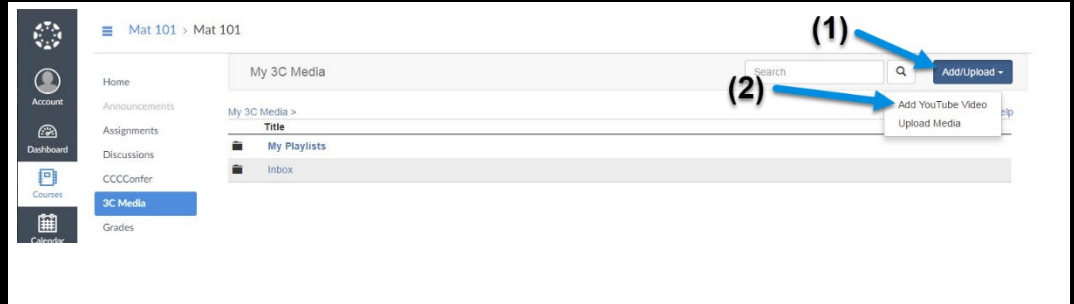 Mat 101 > Mat 101
(1)
My 3C Media
Search
Add/Upload
(2)
Add YouTube Video
Upload Media
My 3C Media >
elp
Title
My Playlists
Inbox
Account
Dashboard
Courses
Calendar
Home
Announcements
Assignments
Discussions
CCCConfer
3C Media
Grades